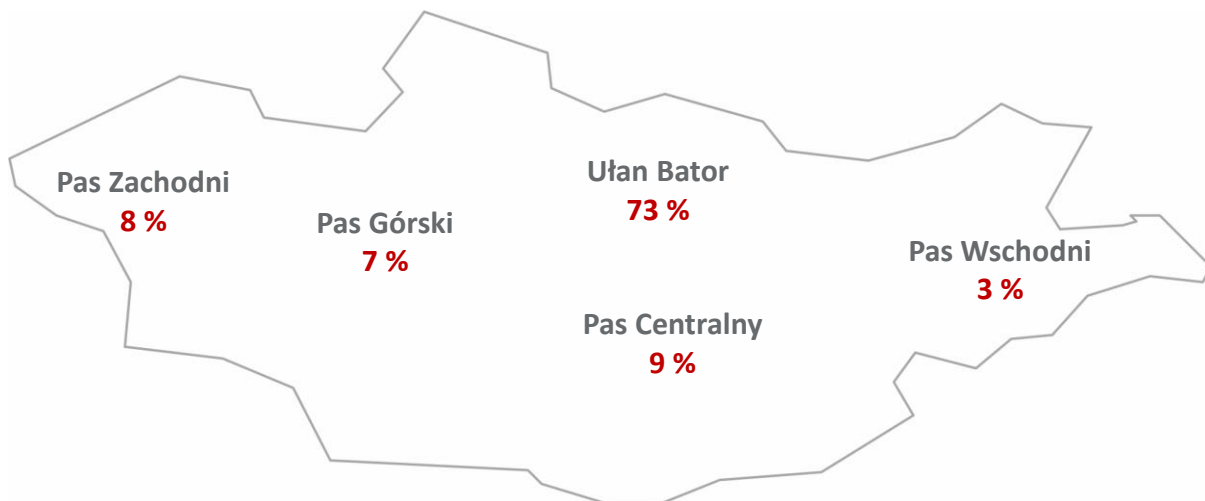 Pas Zachodni
8 %
Pas Górski
7 %
Ułan Bator
73 %
Pas Centralny
9 %
Pas Wschodni
3 %